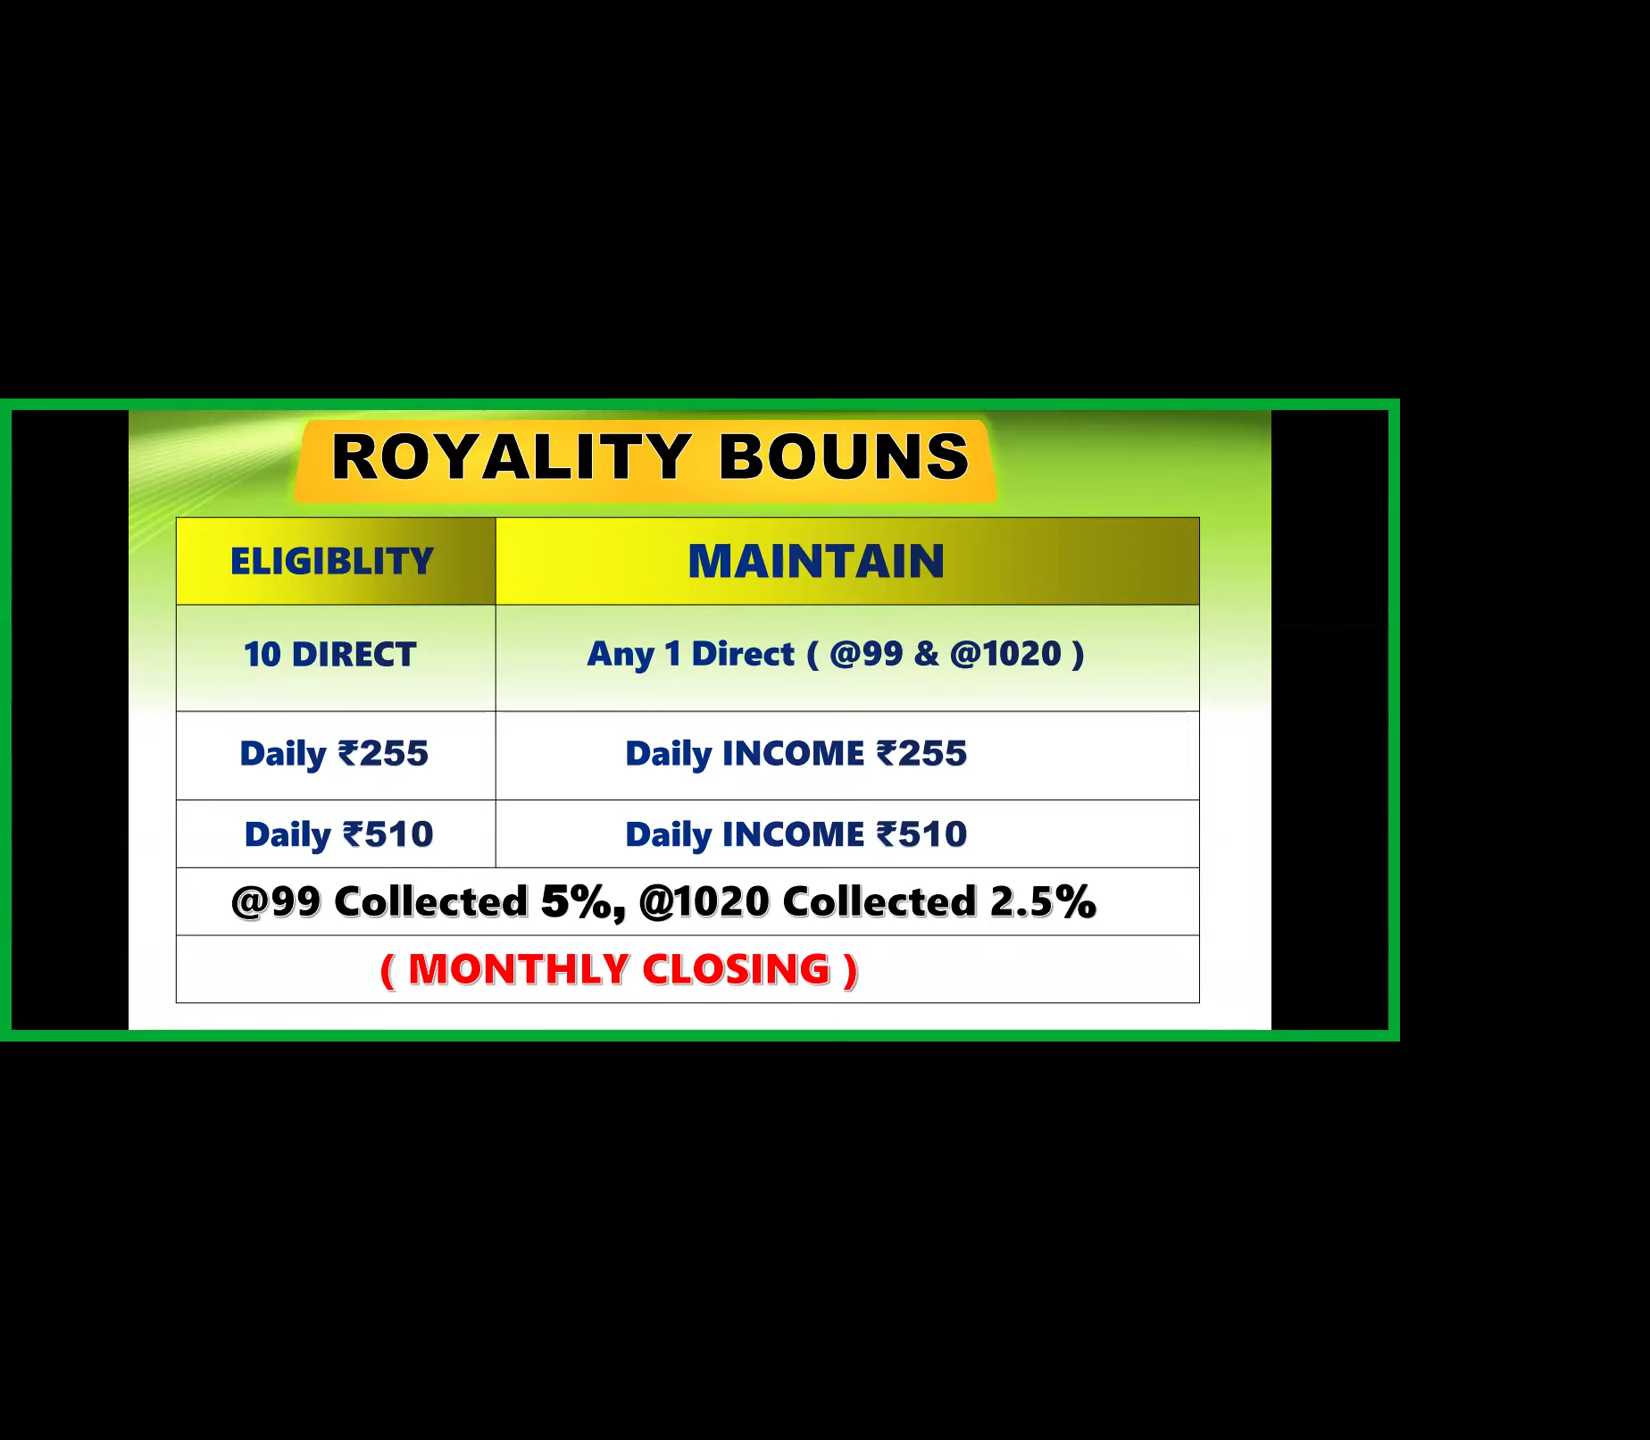 ROYALITY BOUNS
ELIGIBLITY MAINTAIN
10 DIRECT Any 1 Direct ( @99 & @1020 )
Daily ₹255 Daily INCOME ₹255
Daily ₹510 Daily INCOME ₹510
@99 Collected 5%, @1020 Collected 2.5%
( MONTHLY CLOSING )